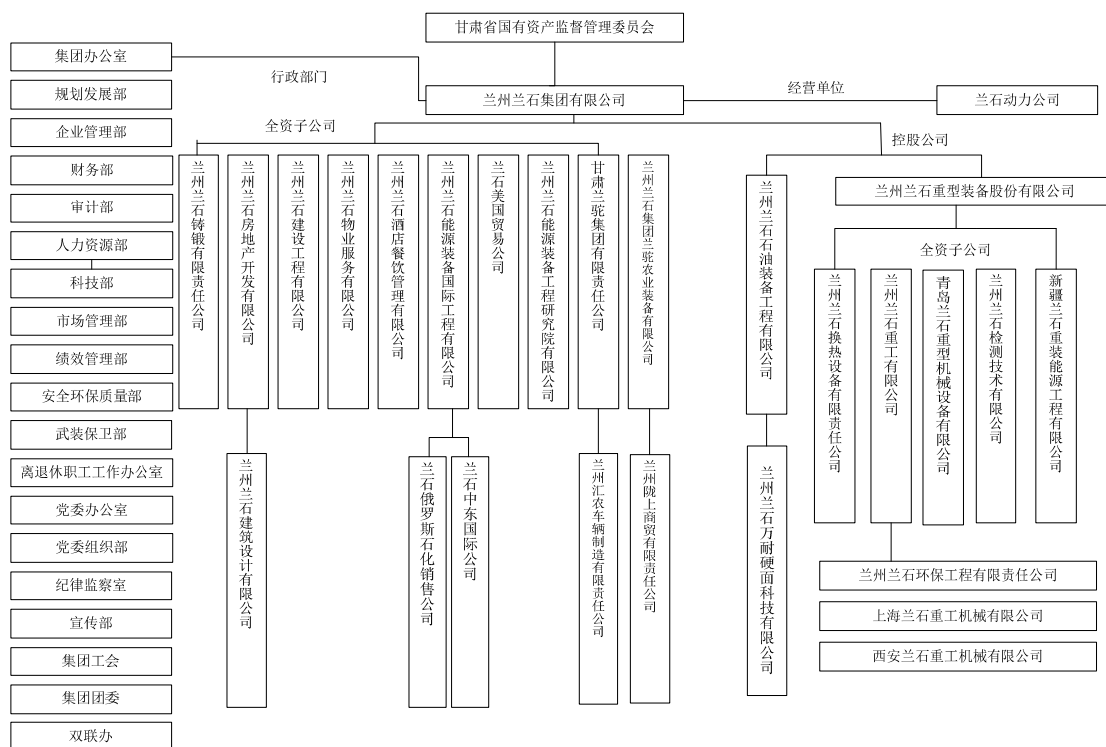 甘肃省国有资产监督管理委员会
集团办公室
行政部门
兰州兰石集团有限公司
经营单位
兰石动力公司
规划发展部
企业管理部
财务部
审计部
人力资源部
科技部
市场管理部
绩效管理部
安全环保质量部
武装保卫部
离退休职工工作办公室
党委办公室
党委组织部
纪律监察室
宣传部
集团工会
集团团委
双联办
全资子公司
兰州兰石铸锻有限责任公司
兰州兰石房地产开发有限公司
兰州兰石建设工程有限公司
兰州兰石物业服务有限公司
兰州兰石酒店餐饮管理有限公司
兰州兰石能源装备国际工程有限公司
兰石美国贸易公司
兰州兰石能源装备工程研究院有限公司
甘肃兰驼集团有限责任公司
兰州兰石集团兰驼农业装备有限公司
兰州兰石建筑设计有限公司
兰石俄罗斯石化销售公司
兰石中东国际公司
兰州汇农车辆制造有限责任公司
兰州陇上商贸有限责任公司
控股公司
兰州兰石石油装备工程有限公司
兰州兰石万耐硬面科技有限公司
兰州兰石重型装备股份有限公司
全资子公司
兰州兰石换热设备有限责任公司
兰州兰石重工有限公司
青岛兰石重型机械设备有限公司
兰州兰石检测技术有限公司
新疆兰石重装能源工程有限公司
兰州兰石环保工程有限责任公司
上海兰石重工机械有限公司
西安兰石重工机械有限公司